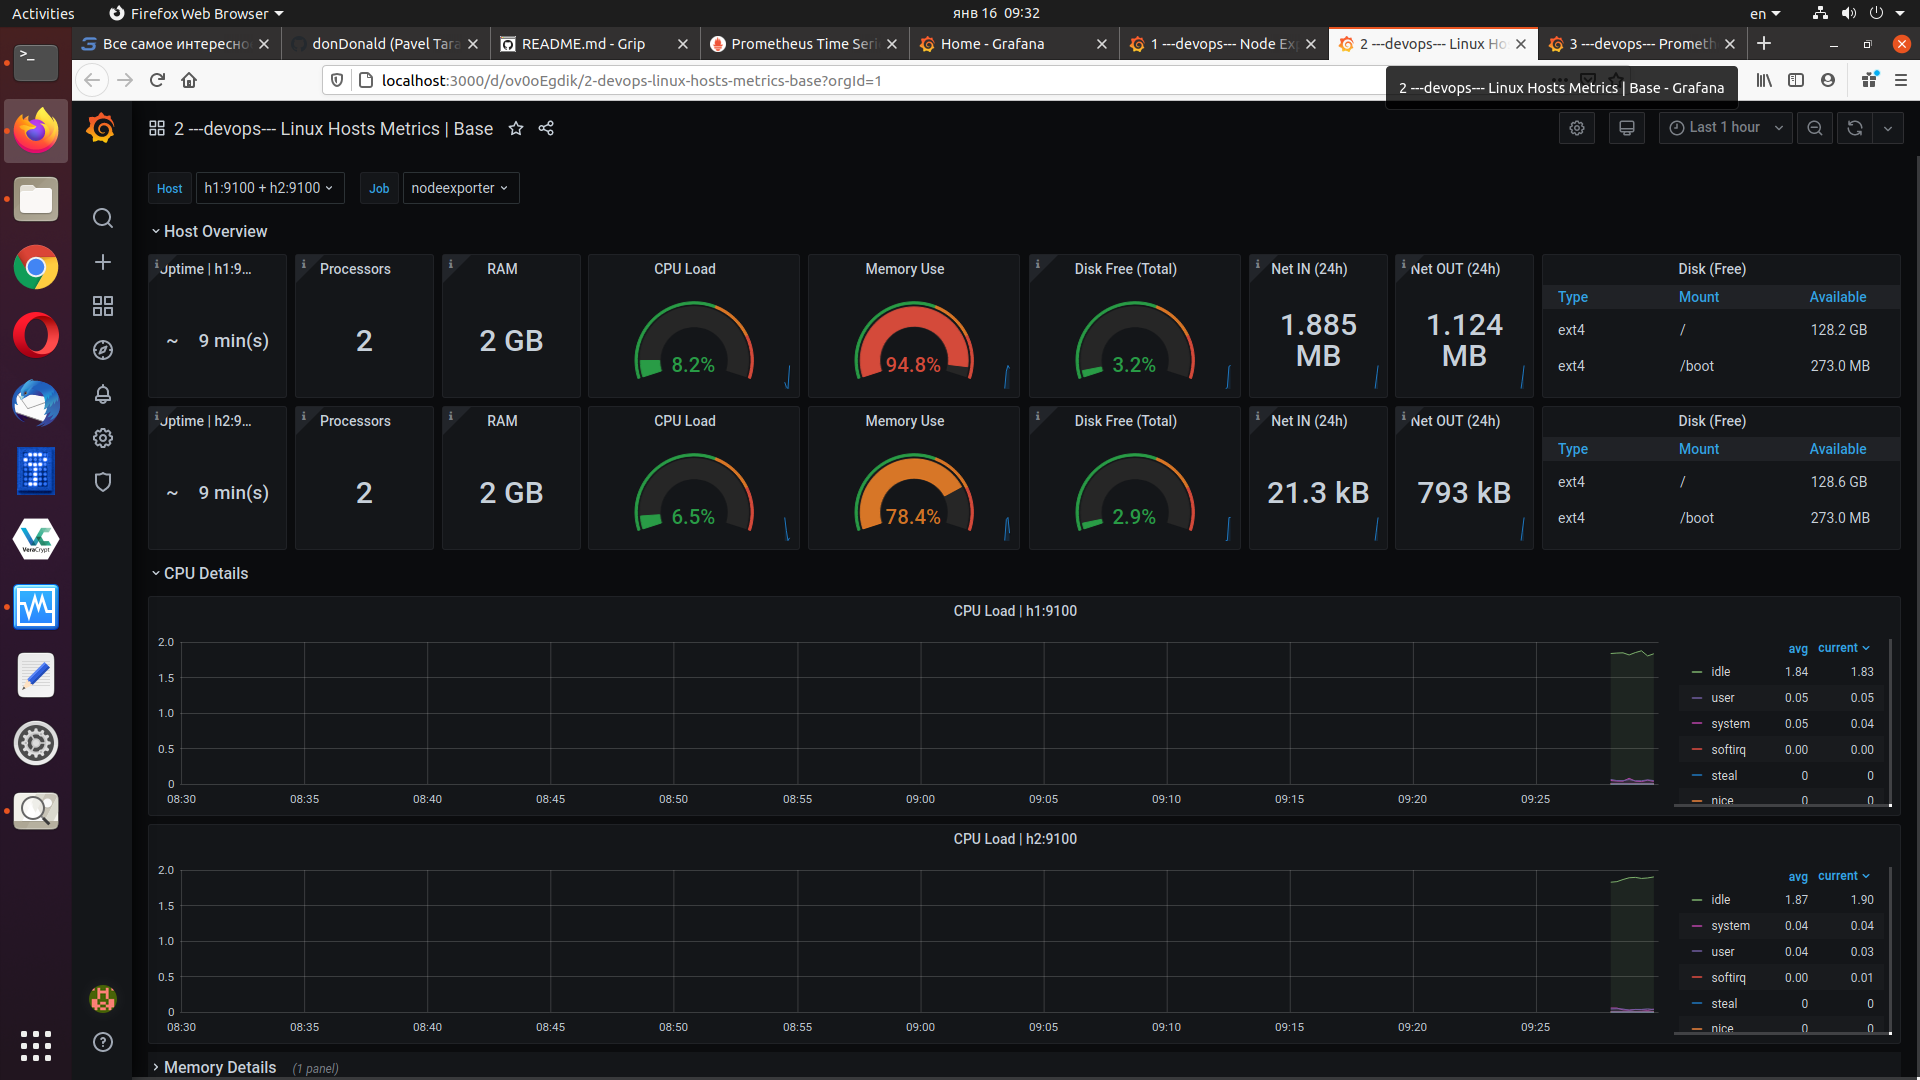 Activities
Firefox Web Browser
янв 16 09:32
en
Все самое интересно
donDonald (Pavel Tara
README.md - Grip
Prometheus Time Seri
Home - Grafana
1 ---devops--- Node Exp
2 ---devops--- Linux Ho
3 ---devops--- Prometh
localhost:3000/d/ov0oEgdik/2-devops-linux-hosts-metrics-base?orgId=1
2 ---devops--- Linux Hosts Metrics | Base - Grafana
2 ---devops--- Linux Hosts Metrics | Base
Last 1 hour
Host h1:9100 + h2:9100 Job nodeexporter
Host Overview
Uptime | h1:9... Processors RAM CPU Load Memory Use Disk Free (Total) Net IN (24h) Net OUT (24h) Disk (Free)
Type Mount Available
~ 9 min(s) 2 2 GB 8.2% 94.8% 3.2% 1.885 MB 1.124 MB
ext4 / 128.2 GB
ext4 /boot 273.0 MB
Uptime | h2:9... Processors RAM CPU Load Memory Use Disk Free (Total) Net IN (24h) Net OUT (24h) Disk (Free)
Type Mount Available
~ 9 min(s) 2 2 GB 6.5% 78.4% 2.9% 21.3 kB 793 kB
ext4 / 128.6 GB
ext4 /boot 273.0 MB
CPU Details
CPU Load | h1:9100
2.0
1.5
1.0
0.5
0
08:30 08:35 08:40 08:45 08:50 08:55 09:00 09:05 09:10 09:15 09:20 09:25
avg current
idle 1.84 1.83
user 0.05 0.05
system 0.05 0.04
softirq 0.00 0.00
steal 0 0
nice 0 0
CPU Load | h2:9100
2.0
1.5
1.0
0.5
0
08:30 08:35 08:40 08:45 08:50 08:55 09:00 09:05 09:10 09:15 09:20 09:25
avg current
idle 1.87 1.90
system 0.04 0.04
user 0.04 0.03
softirq 0.00 0.01
steal 0 0
nice 0 0
Memory Details (1 panel)
VeraCrypt